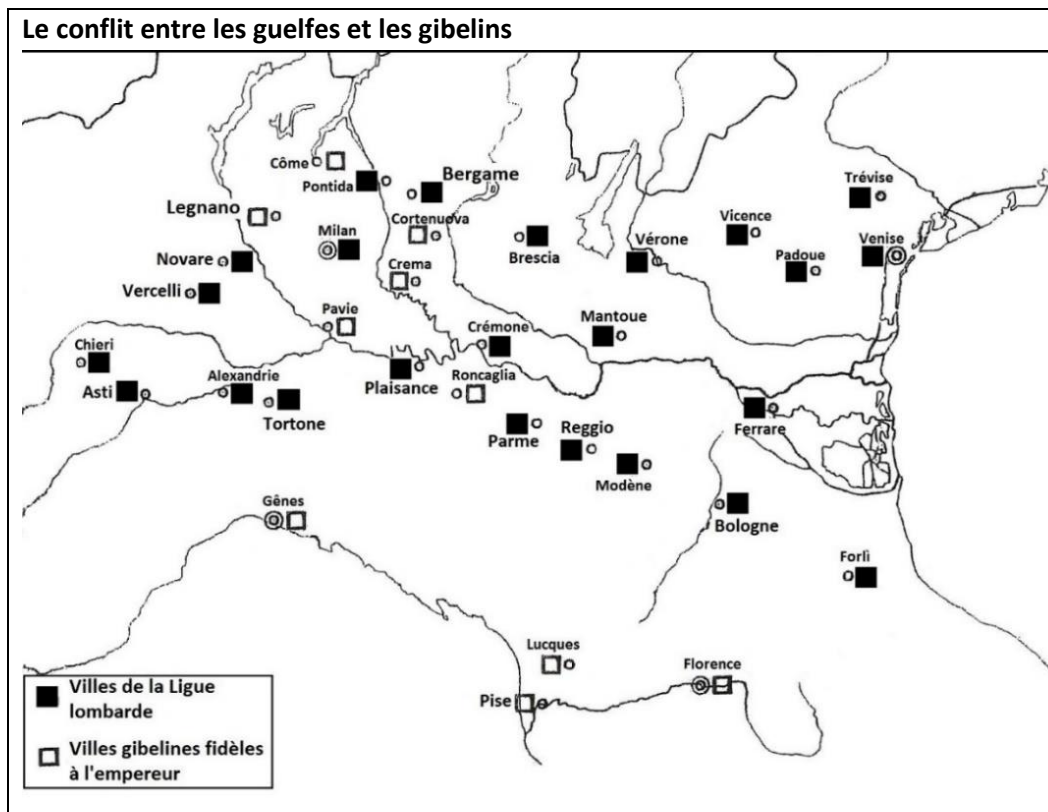 Le conflit entre les guelfes et les gibelins
Côme
Pontida
Bergame
Trévise
Legnano
Cortenuova
Vicence
Milan
Brescia
Vérone
Padoue
Venise
Novare
Crema
Vercelli
Pavie
Mantoue
Crémone
Chieri
Asti
Alexandrie
Tortone
Plaisance
Roncaglia
Ferrare
Parme
Reggio
Modène
Gênes
Bologne
Forlì
Lucques
Florence
Pise
Villes de la Ligue
lombarde
Villes gibelines fidèles
à l'empereur